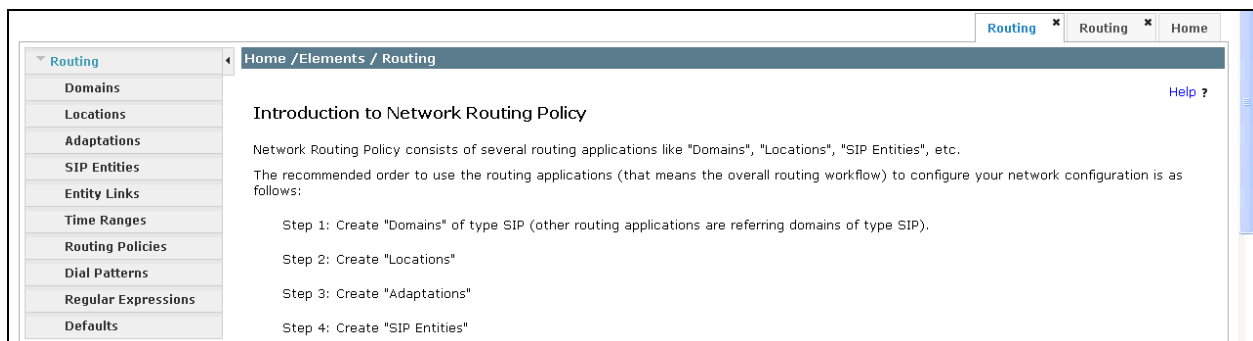 Routing × Routing × Home
Routing
Domains
Locations
Adaptations
SIP Entities
Entity Links
Time Ranges
Routing Policies
Dial Patterns
Regular Expressions
Defaults
Home /Elements / Routing
Help ?
Introduction to Network Routing Policy
Network Routing Policy consists of several routing applications like "Domains", "Locations", "SIP Entities", etc.
The recommended order to use the routing applications (that means the overall routing workflow) to configure your network configuration is as
follows:
Step 1: Create "Domains" of type SIP (other routing applications are referring domains of type SIP).
Step 2: Create "Locations"
Step 3: Create "Adaptations"
Step 4: Create "SIP Entities"